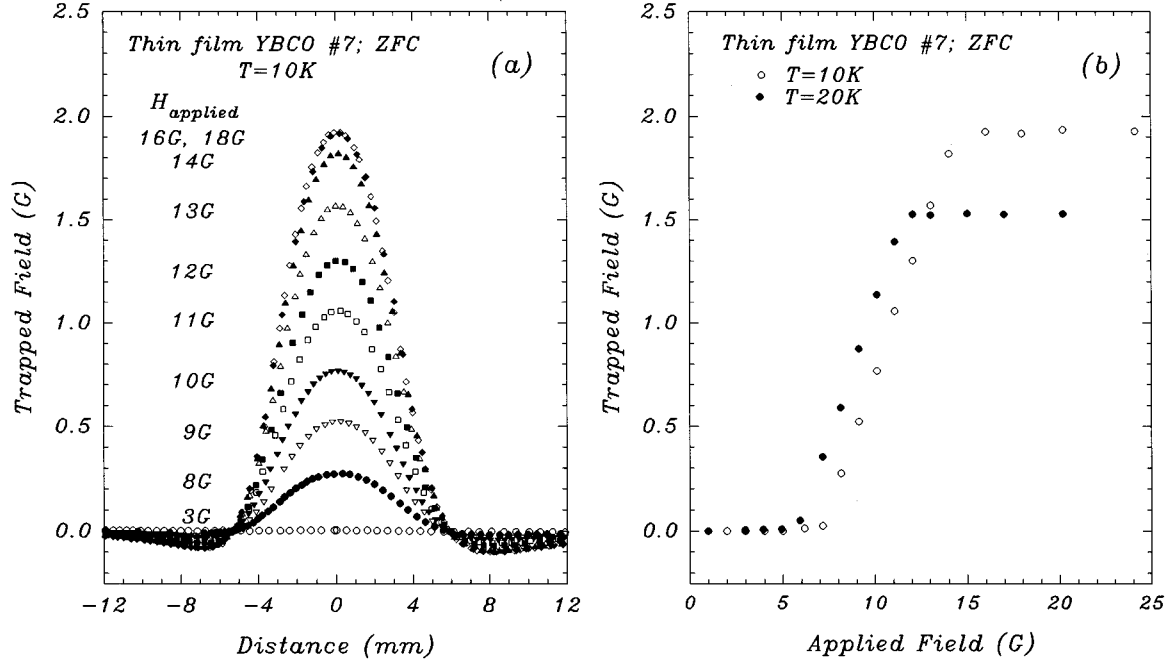 Thin film YBCO #7; ZFC
T=10K
(a)
H applied
16G, 18G
14G
13G
12G
11G
10G
9G
8G
3G
2.5
2.0
1.5
1.0
0.5
0.0
Trapped Field (G)
−12
−8
−4
0
4
8
12
Distance (mm)
Thin film YBCO #7; ZFC
(b)
T=10K
T=20K
2.5
2.0
1.5
1.0
0.5
0.0
Trapped Field (G)
0
5
10
15
20
25
Applied Field (G)